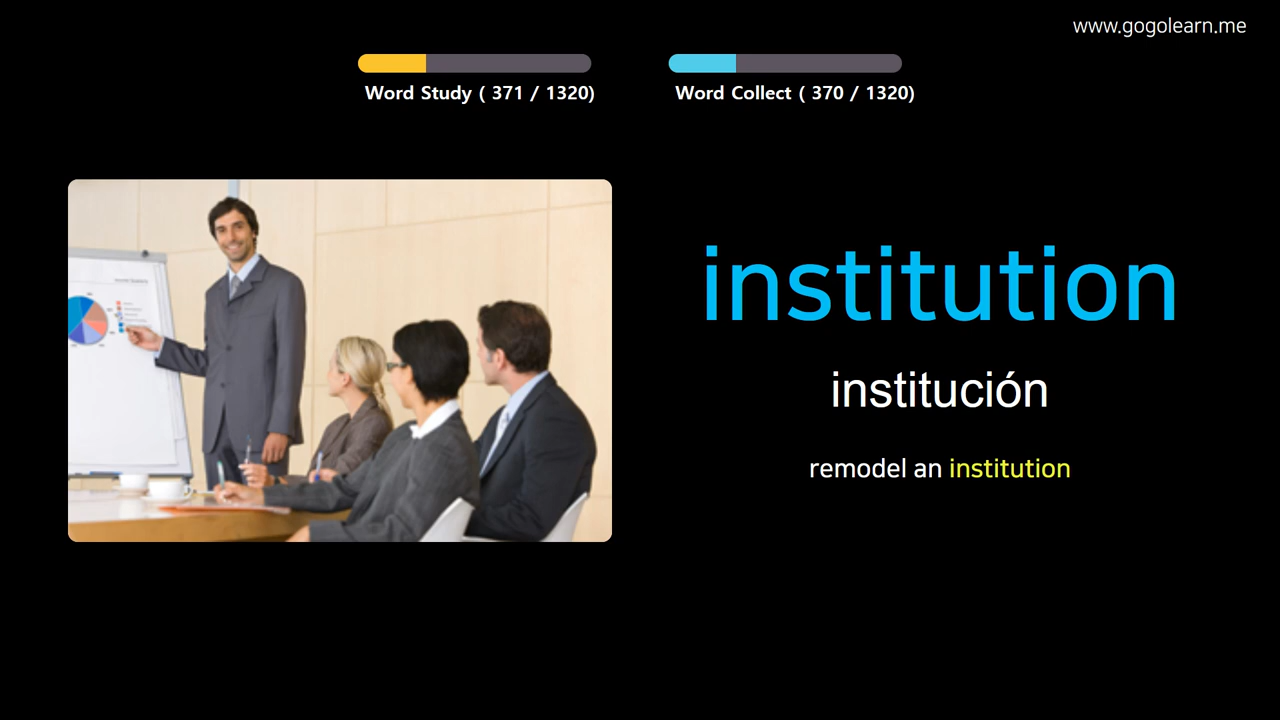 www.gogolearn.me
Word Study ( 371 / 1320)
Word Collect ( 370 / 1320)
institution
institución
remodel an institution